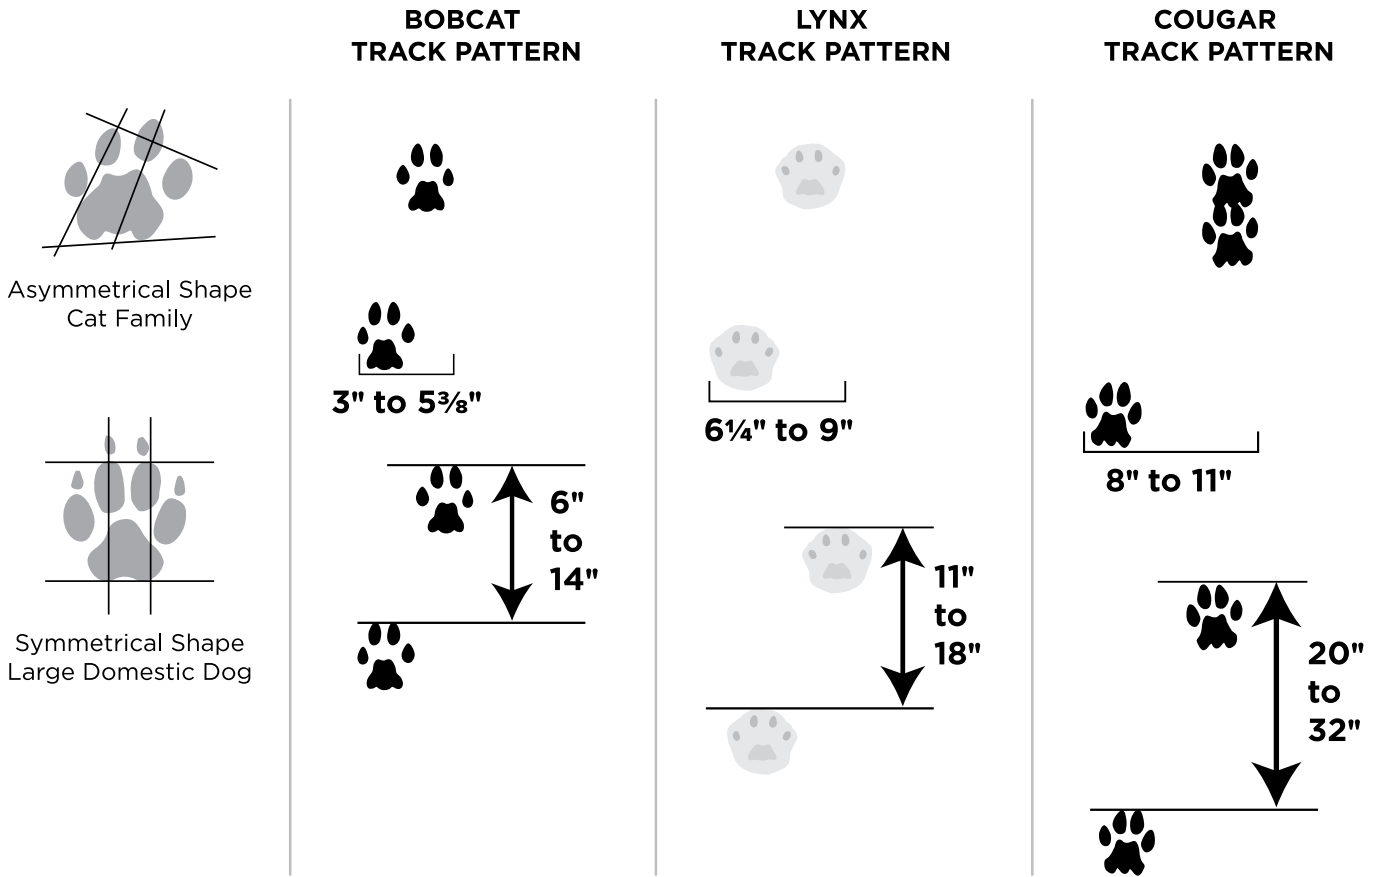 BOBCAT
TRACK PATTERN
LYNX
TRACK PATTERN
COUGAR
TRACK PATTERN
Asymmetrical Shape
Cat Family
Symmetrical Shape
Large Domestic Dog
3" to 5⅜"
6"
to
14"
6¼" to 9"
11"
to
18"
8" to 11"
20"
to
32"